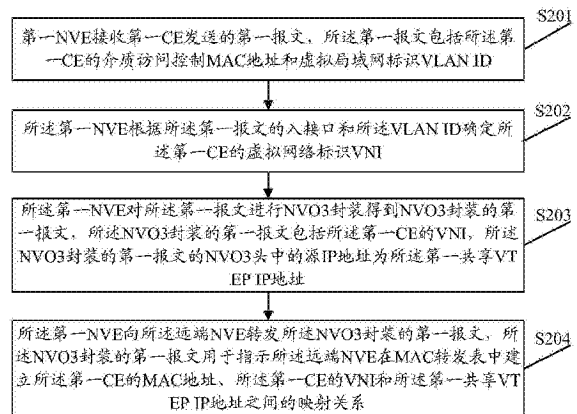 S201
第一NVE接收第一CE发送的第一报文，所述第一报文包括所述第
一CE的介质访问控制MAC地址和虚拟局域网标识VLAN ID
S202
所述第一NVE根据所述第一报文的入接口和所述VLAN ID确定所
述第一CE的虚拟网络标识VNI
S203
所述第一NVE对所述第一报文进行NVO3封装得到NVO3封装的第
一报文，所述NVO3封装的第一报文包括所述第一CE的VNI，所述
NVO3封装的第一报文的NVO3头中的源IP地址为所述第一共享VT
EP IP地址
S204
所述第一NVE向所述远端NVE转发所述NVO3封装的第一报文，所
述NVO3封装的第一报文用于指示所述远端NVE在MAC转发表中建
立所述第一CE的MAC地址、所述第一CE的VNI和所述第一共享VT
EP IP地址之间的映射关系